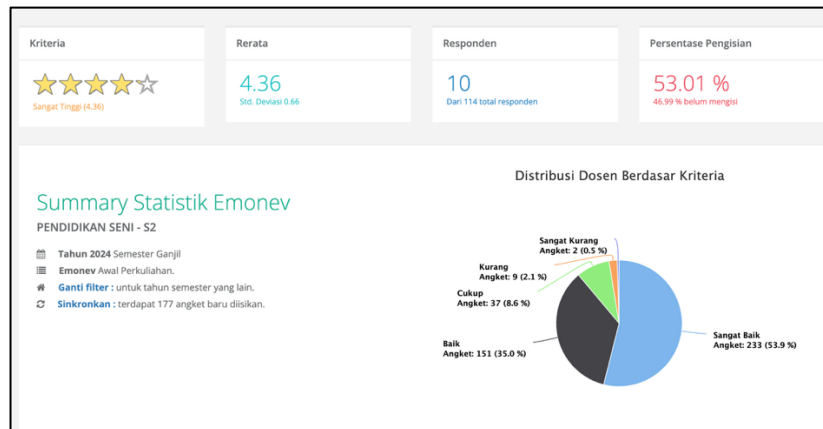 Kriteria
Sangat Tinggi (4.36)
Rerata
4.36
Std. Deviasi 0.66
Responden
10
Dari 114 total responden
Persentase Pengisian
53.01 %
46.99 % belum mengisi
Summary Statistik Emonev
PENDIDIKAN SENI - S2
Tahun 2024 Semester Ganjil
Emonev Awal Perkuliahan.
Ganti filter : untuk tahun semester yang lain.
Sinkronkan : terdapat 177 angket baru diisikan.
Distribusi Dosen Berdasar Kriteria
Sangat Kurang
Angket: 2 (0.5 %)
Kurang
Angket: 9 (2.1 %)
Cukup
Angket: 37 (8.6 %)
Baik
Angket: 151 (35.0 %)
Sangat Baik
Angket: 233 (53.9 %)